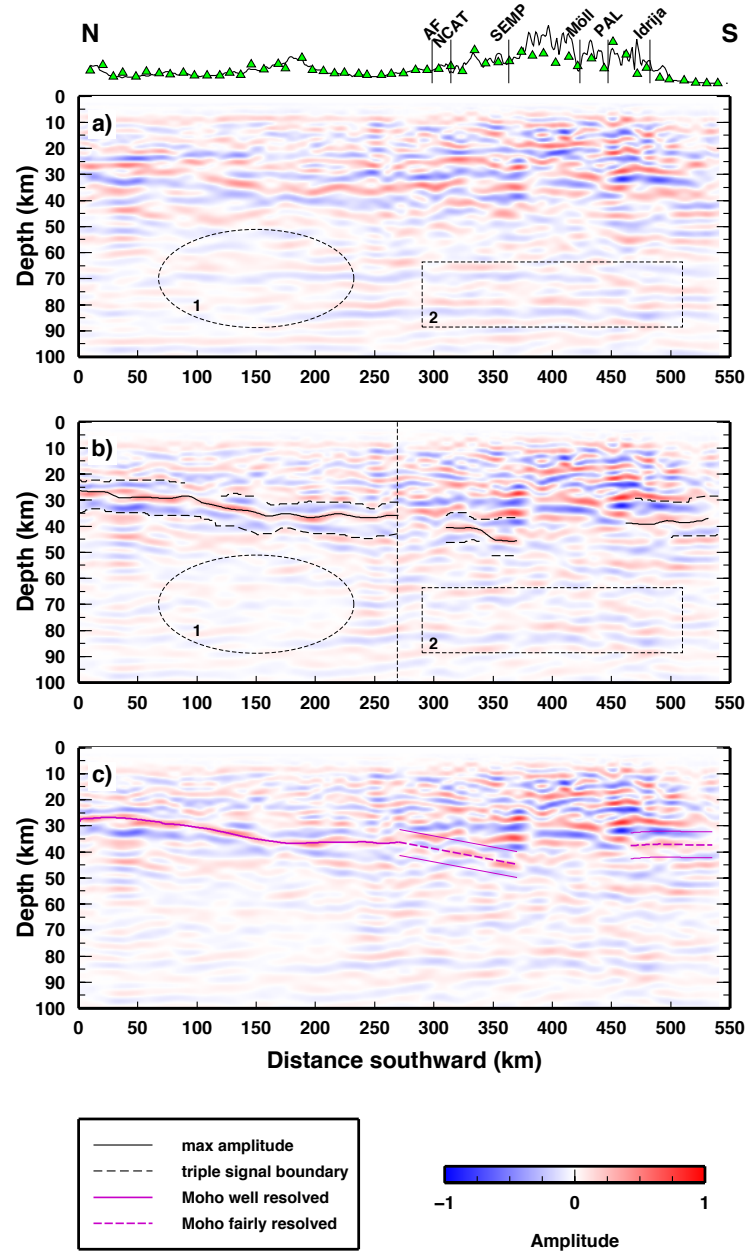 N
AF
NCAT
SEMP
Möll
PAL
Idrija
S
a)
Depth (km)
0
10
20
30
40
50
60
70
80
90
100
1
2
0 50 100 150 200 250 300 350 400 450 500 550
b)
Depth (km)
0
10
20
30
40
50
60
70
80
90
100
1
2
0 50 100 150 200 250 300 350 400 450 500 550
c)
Depth (km)
0
10
20
30
40
50
60
70
80
90
100
0 50 100 150 200 250 300 350 400 450 500 550
Distance southward (km)
max amplitude
triple signal boundary
Moho well resolved
Moho fairly resolved
−1 0 1
Amplitude